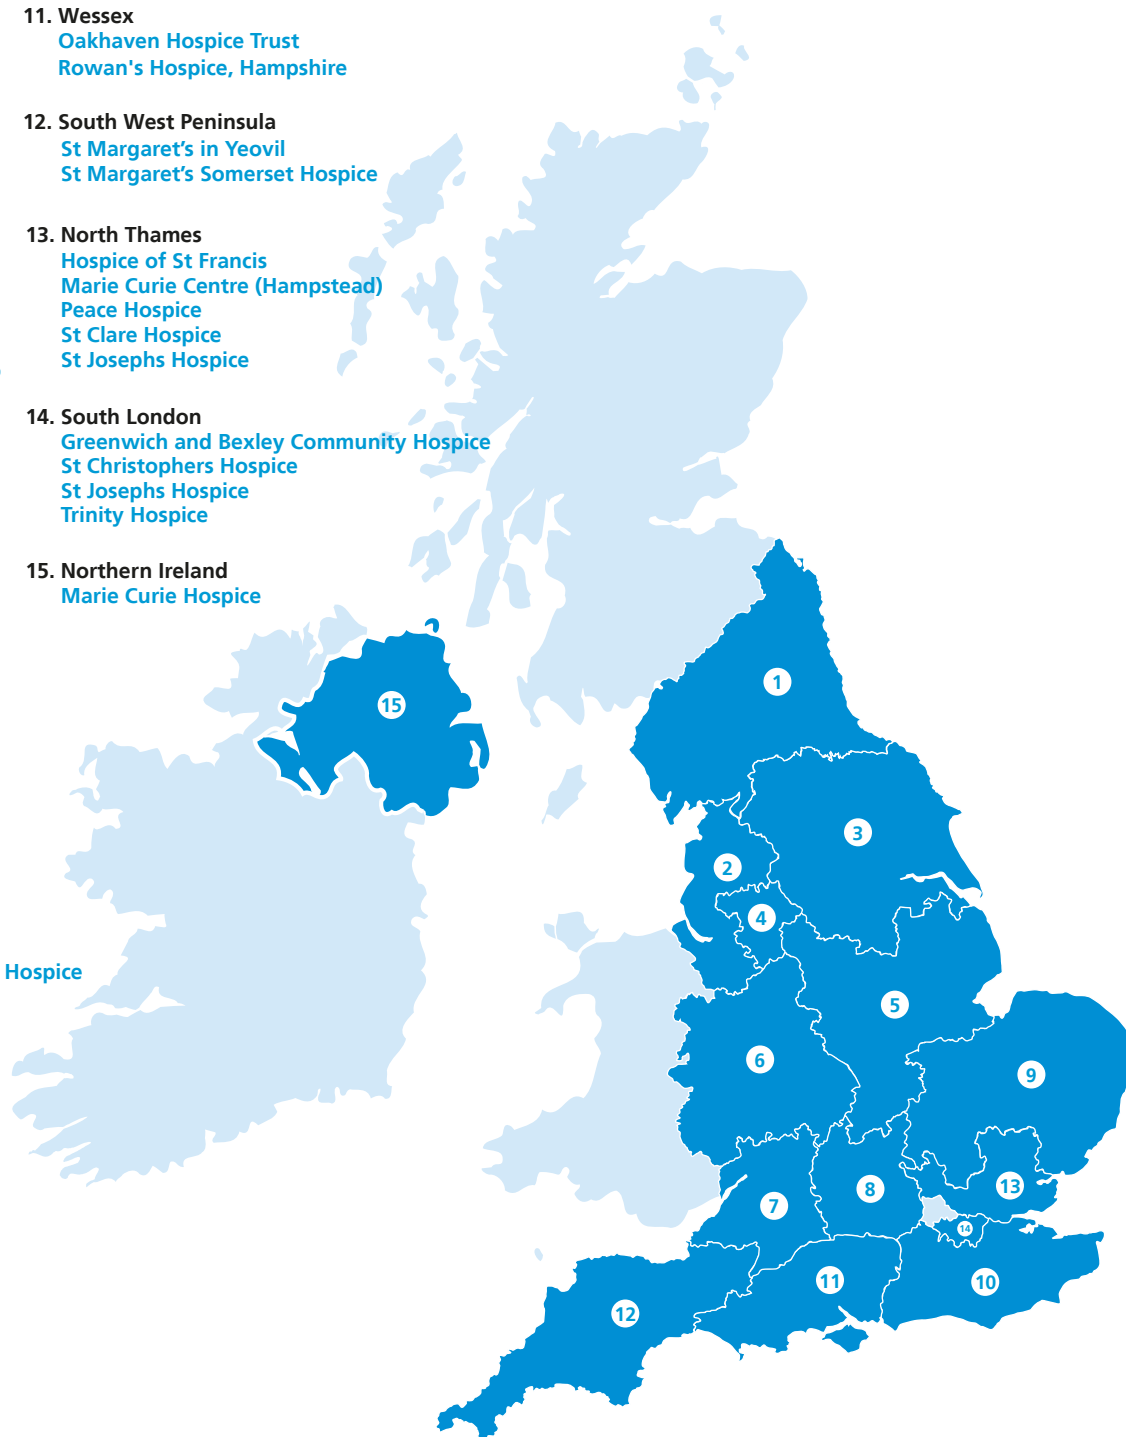 11. Wessex
Oakhaven Hospice Trust
Rowan's Hospice, Hampshire
12. South West Peninsula
St Margaret’s in Yeovil
St Margaret’s Somerset Hospice
13. North Thames
Hospice of St Francis
Marie Curie Centre (Hampstead)
Peace Hospice
St Clare Hospice
St Josephs Hospice
14. South London
Greenwich and Bexley Community Hospice
St Christophers Hospice
St Josephs Hospice
Trinity Hospice
15. Northern Ireland
Marie Curie Hospice
1
15
3
2
4
Hospice
5
6
9
13
8
7
14
11
10
12